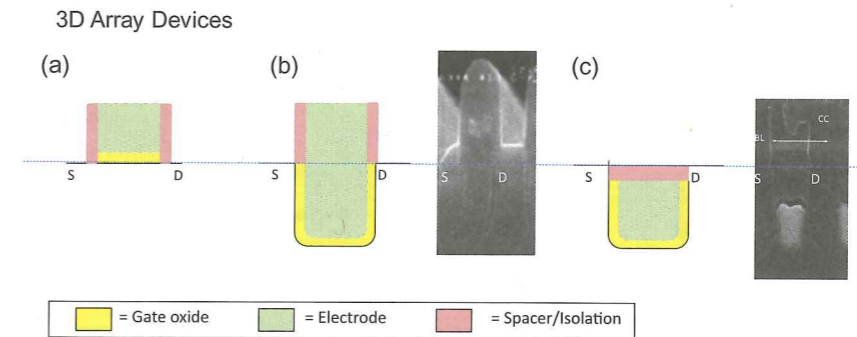 3D Array Devices
(a)
(b)
(c)
S
D
S
D
S
D
S
D
BL
CC
S
D
= Gate oxide
= Electrode
= Spacer/Isolation